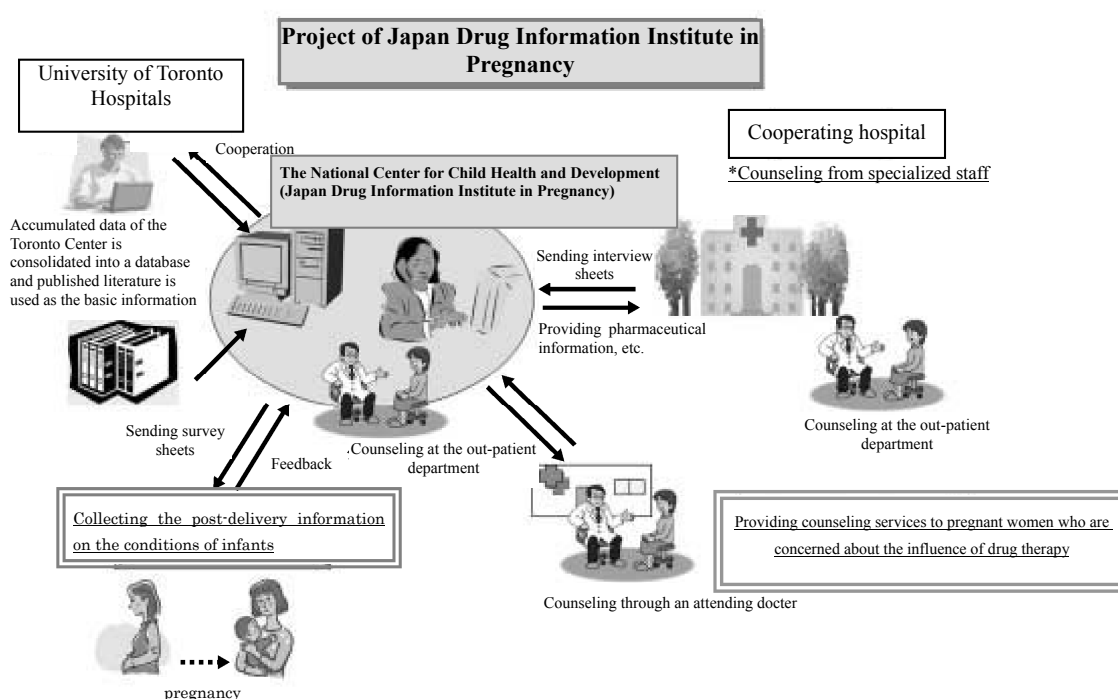 Project of Japan Drug Information Institute in
Pregnancy
University of Toronto
Hospitals
Cooperation
The National Center for Child Health and Development
(Japan Drug Information Institute in Pregnancy)
Cooperating hospital
*Counseling from specialized staff
Accumulated data of the
Toronto Center is
consolidated into a database
and published literature is
used as the basic information
Sending interview
sheets
Providing pharmaceutical
information, etc.
Counseling at the out-patient
department
Sending survey
sheets
Feedback
Counseling at the out-patient
department
Collecting the post-delivery information
on the conditions of infants
Providing counseling services to pregnant women who are
concerned about the influence of drug therapy
Counseling through an attending docter
pregnancy